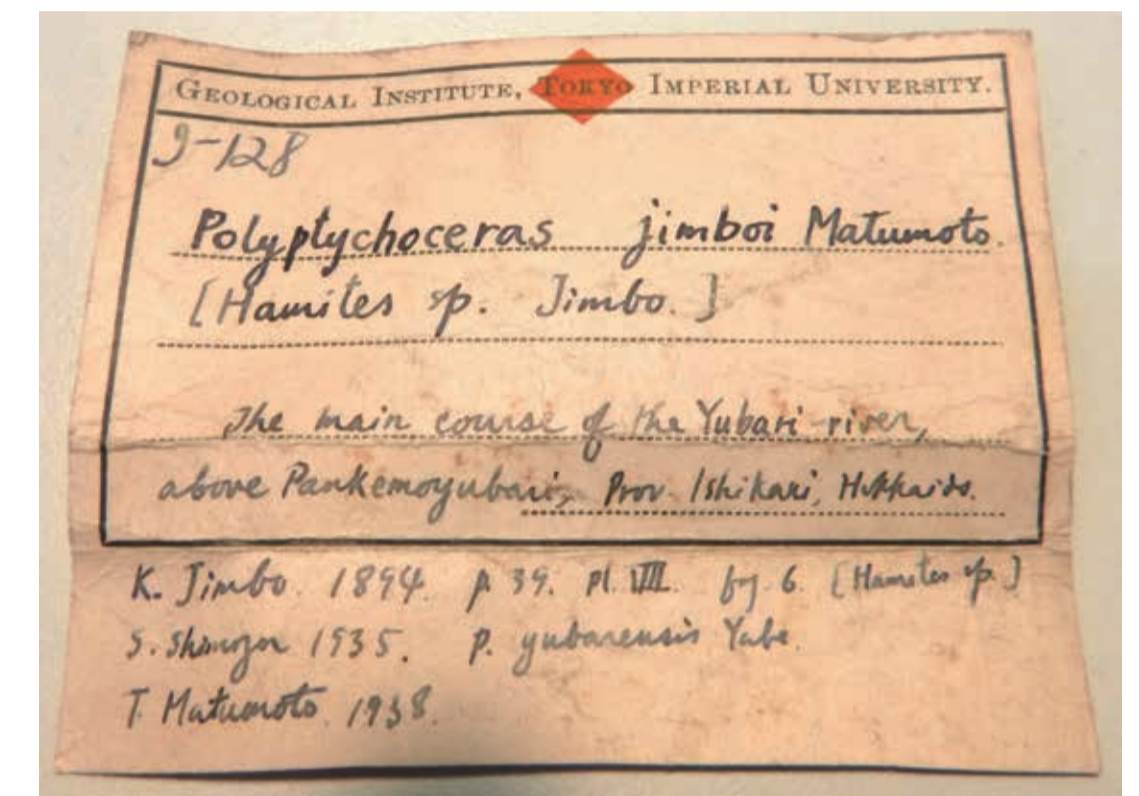 GEOLOGICAL INSTITUTE, TOKYO IMPERIAL UNIVERSITY.
I-128
Polyptychoceras jimboi Matumoto.
[Hamites sp. Jimbo.]
The main course of the Yubari-river,
above Pankemoyubari, Prov. Ishikari, Hokkaido.
K. Jimbo. 1894. p. 39. pl. VIII. fig. 6. [Hamites sp.]
S. Shimizu 1935. P. yubarensis Yabe.
T. Matumoto. 1938.